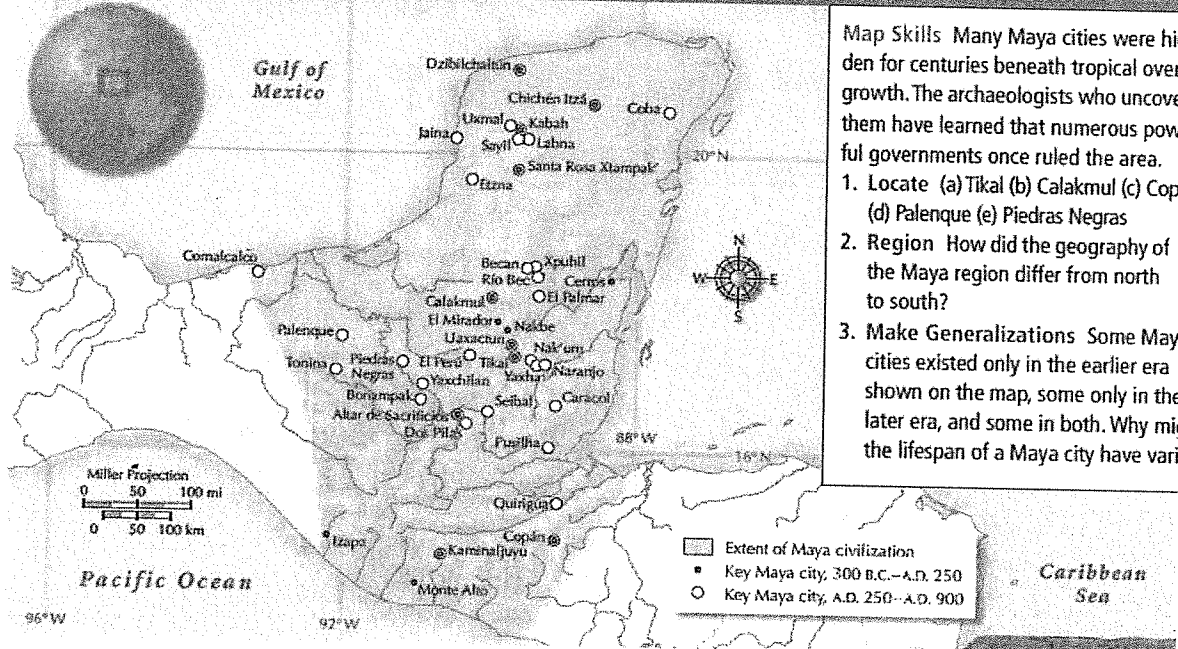 Map Skills Many Maya cities were hi
den for centuries beneath tropical over
growth. The archaeologists who uncove
them have learned that numerous pow
ful governments once ruled the area.
1. Locate (a) Tikal (b) Calakmul (c) Cop
(d) Palenque (e) Piedras Negras
2. Region How did the geography of
the Maya region differ from north
to south?
3. Make Generalizations Some May
cities existed only in the earlier era
shown on the map, some only in the
later era, and some in both. Why mig
the lifespan of a Maya city have vari
Gulf of
Mexico
Dzibilchaltún
Chichén Itzá
Coba
Uxmal
Kabah
Jaina
Sayil
Labna
20°N
Santa Rosa Xtampak
Etzna
N
W
E
S
Comalcalco
Becan
Xpuhil
Río Bec
Cerros
El Palmar
Calakmul
El Mirador
Nakbe
Palenque
Uaxactun
Nak'um
Tonina
Piedras
Negras
El Perú
Tikal
Yaxha
Naranjo
Yaxchilan
Bonampak
Seibal
Caracol
Altar de Sacrificios
Dos Pilas
Pusilha
88°W
16°N
Miller Projection
0 50 100 mi
0 50 100 km
Quirigua
Izapa
Copán
Kaminaljuyu
Monte Alto
Pacific Ocean
Extent of Maya civilization
Key Maya city, 300 B.C.–A.D. 250
Key Maya city, A.D. 250–A.D. 900
Caribbean
Sea
96°W
92°W